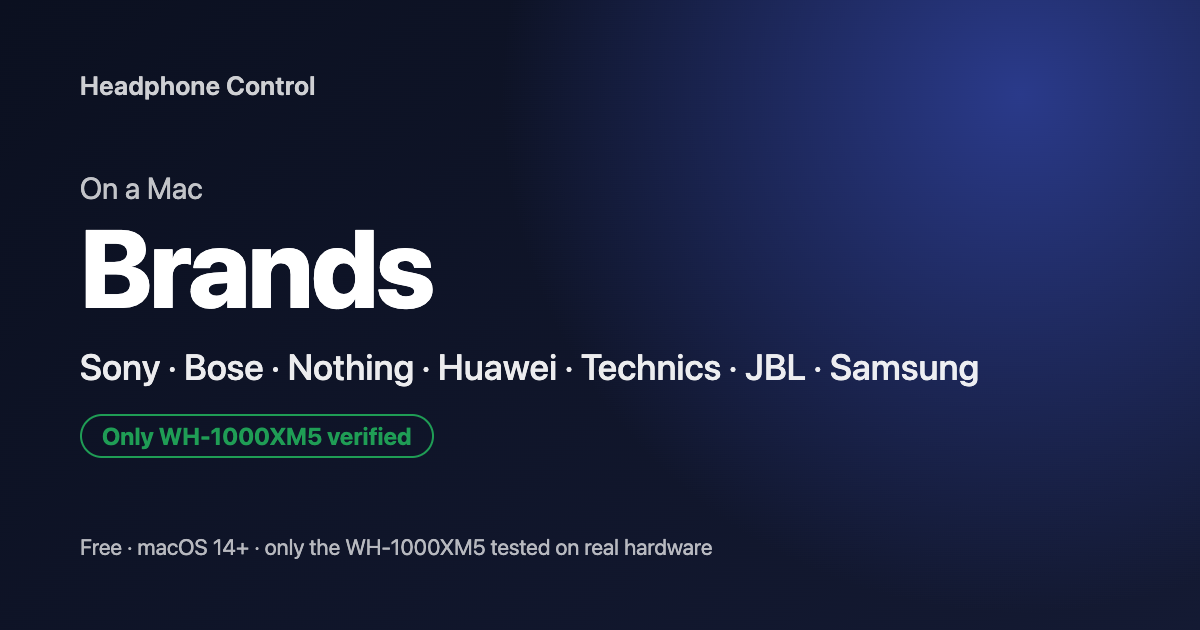 Headphone Control
On a Mac
Brands
Sony · Bose · Nothing · Huawei · Technics · JBL · Samsung
Only WH-1000XM5 verified
Free · macOS 14+ · only the WH-1000XM5 tested on real hardware